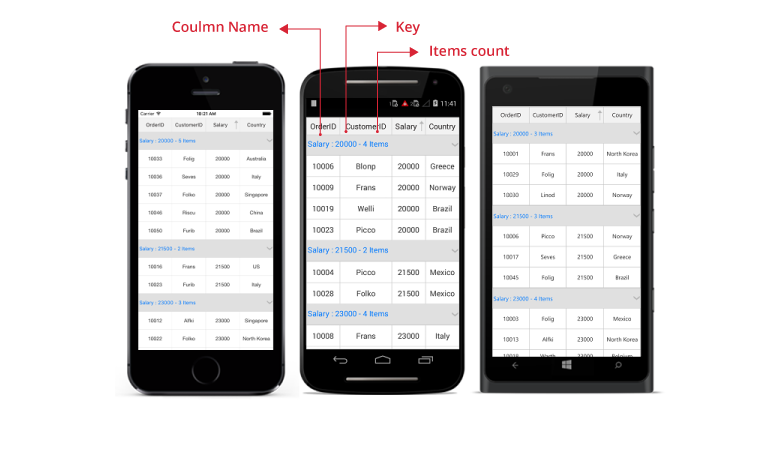 Coulmn Name
Key
Items count
Carrier
10:21 AM
OrderID CustomerID Salary Country
Salary : 20000 - 5 Items
10033 Folig 20000 Australia
10036 Seves 20000 Italy
10037 Folko 20000 Singapore
10046 Riscu 20000 China
10050 Furib 20000 Brazil
Salary : 21500 - 2 Items
10016 Frans 21500 US
10023 Furib 21500 Italy
Salary : 23000 - 3 Items
10012 Alfki 23000 Singapore
10022 Folko 23000 North Korea
11:41
OrderID CustomerID Salary Country
Salary : 20000 - 4 Items
10006 Blonp 20000 Greece
10009 Frans 20000 Norway
10019 Welli 20000 Brazil
10023 Picco 20000 Brazil
Salary : 21500 - 2 Items
10004 Picco 21500 Mexico
10028 Folko 21500 Mexico
Salary : 23000 - 4 Items
10008 Frans 23000 Italy
OrderID CustomerID Salary Country
Salary : 20000 - 3 Items
10001 Frans 20000 North Korea
10029 Folig 20000 Italy
10030 Linod 20000 Norway
Salary : 21500 - 3 Items
10006 Picco 21500 Norway
10017 Seves 21500 Greece
10045 Folig 21500 Brazil
Salary : 23000 - 4 Items
10003 Folig 23000 Mexico
10013 Alfki 23000 North Korea
23000 Belgium